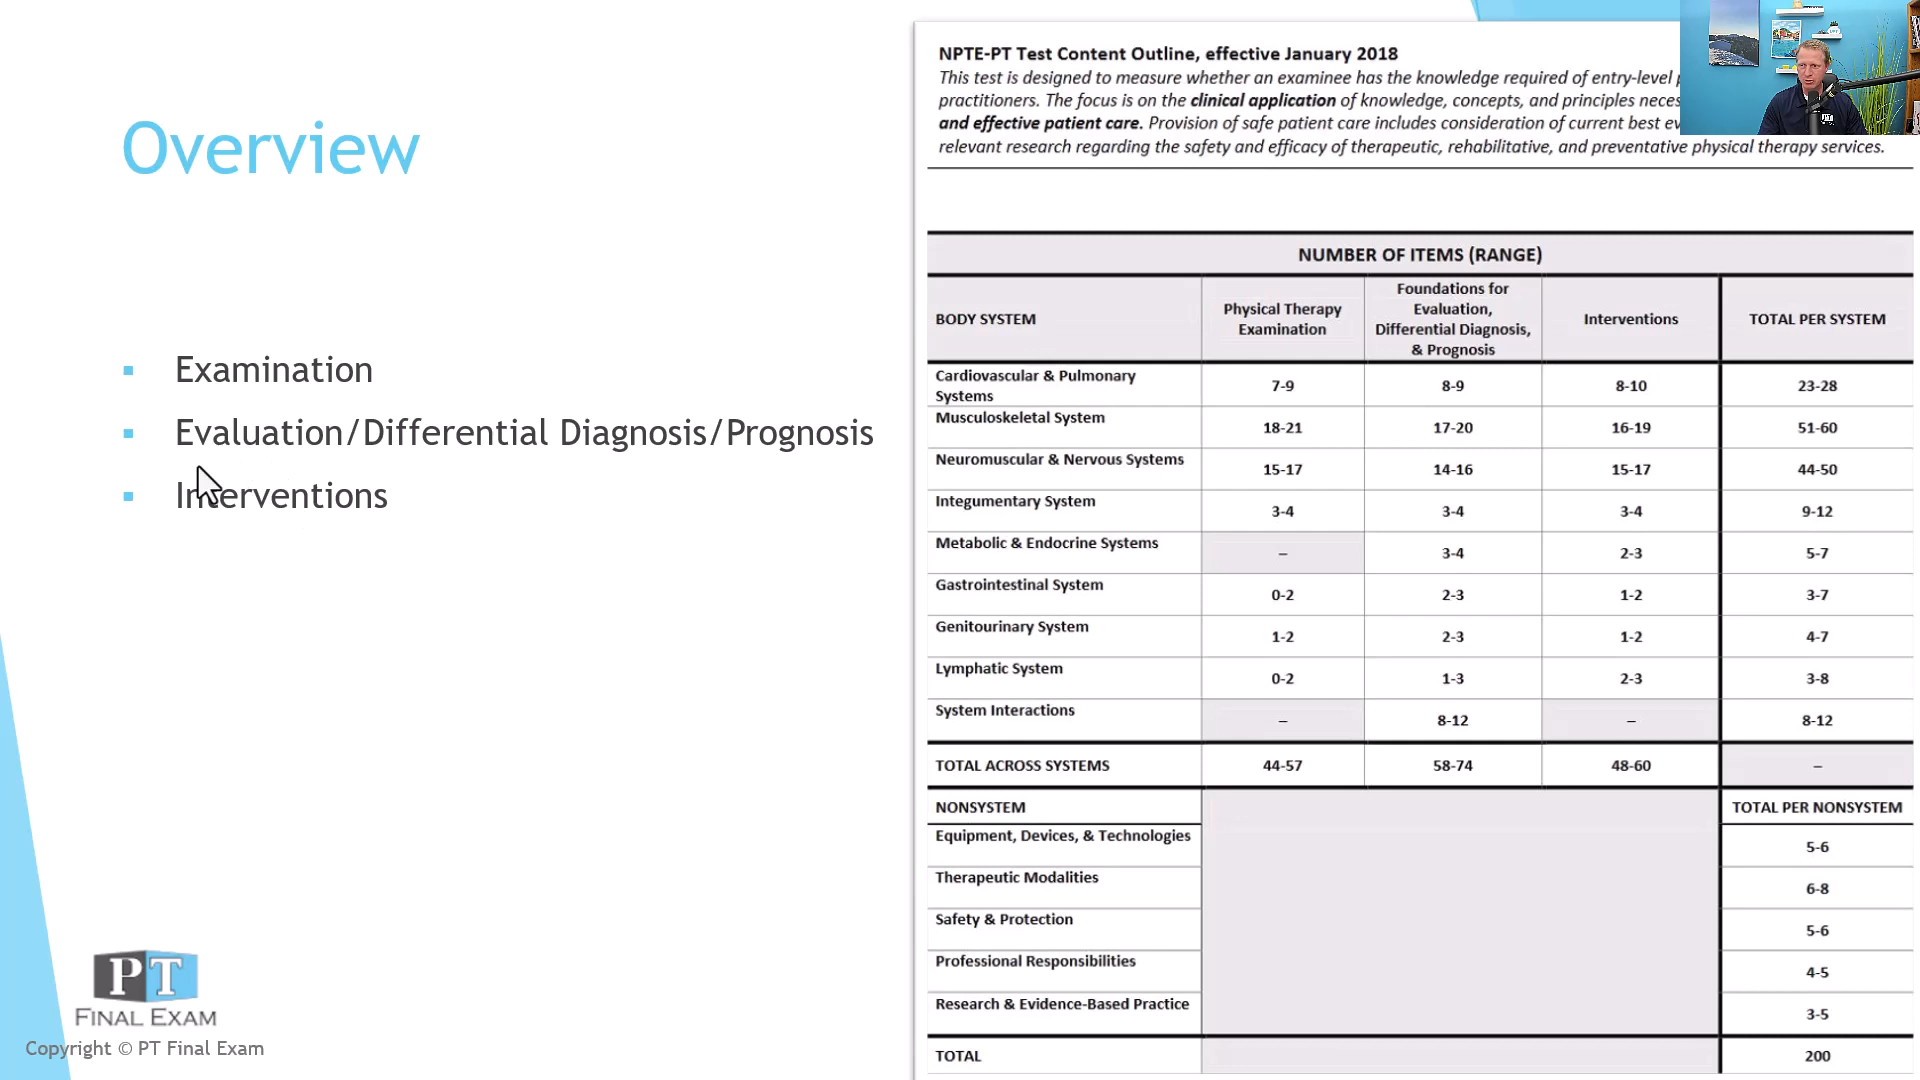 Overview
Examination
Evaluation/Differential Diagnosis/Prognosis
Interventions
PT
FINAL EXAM
Copyright © PT Final Exam
NPTE-PT Test Content Outline, effective January 2018
This test is designed to measure whether an examinee has the knowledge required of entry-level
practitioners. The focus is on the clinical application of knowledge, concepts, and principles
and effective patient care. Provision of safe patient care includes consideration of current best
relevant research regarding the safety and efficacy of therapeutic, rehabilitative, and preventative physical therapy services.
NUMBER OF ITEMS (RANGE)
BODY SYSTEM Physical Therapy Examination Foundations for Evaluation, Differential Diagnosis, & Prognosis Interventions TOTAL PER SYSTEM
Cardiovascular & Pulmonary Systems 7-9 8-9 8-10 23-28
Musculoskeletal System 18-21 17-20 16-19 51-60
Neuromuscular & Nervous Systems 15-17 14-16 15-17 44-50
Integumentary System 3-4 3-4 3-4 9-12
Metabolic & Endocrine Systems – 3-4 2-3 5-7
Gastrointestinal System 0-2 2-3 1-2 3-7
Genitourinary System 1-2 2-3 1-2 4-7
Lymphatic System 0-2 1-3 2-3 3-8
System Interactions – 8-12 – 8-12
TOTAL ACROSS SYSTEMS 44-57 58-74 48-60 –
NONSYSTEM TOTAL PER NONSYSTEM
Equipment, Devices, & Technologies 5-6
Therapeutic Modalities 6-8
Safety & Protection 5-6
Professional Responsibilities 4-5
Research & Evidence-Based Practice 3-5
TOTAL 200